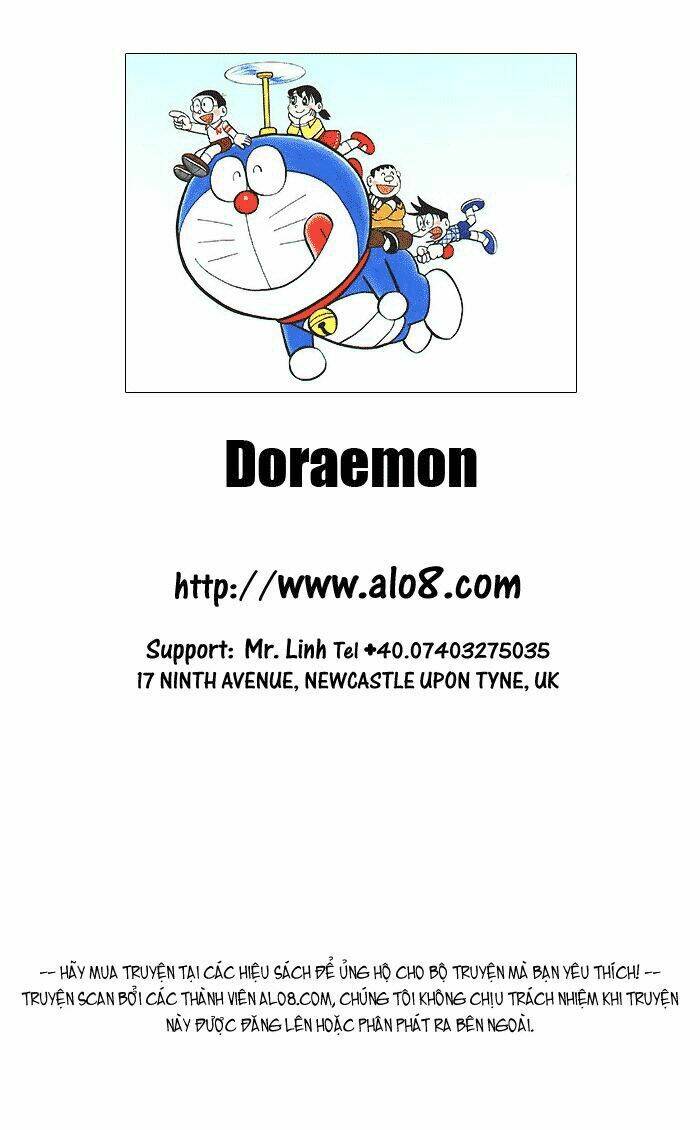 Doraemon
http://www.alo8.com
Support: Mr. Linh Tel +40.07403275035
17 NINTH AVENUE, NEWCASTLE UPON TYNE, UK
-- HÃY MUA TRUYỆN TẠI CÁC HIỆU SÁCH ĐỂ ỦNG HỘ CHO BỘ TRUYỆN MÀ BẠN YÊU THÍCH! --
TRUYỆN SCAN BỞI CÁC THÀNH VIÊN ALO8.COM, CHÚNG TÔI KHÔNG CHỊU TRÁCH NHIỆM KHI TRUYỆN
NÀY ĐƯỢC ĐĂNG LÊN HOẶC PHÂN PHÁT RA BÊN NGOÀI.